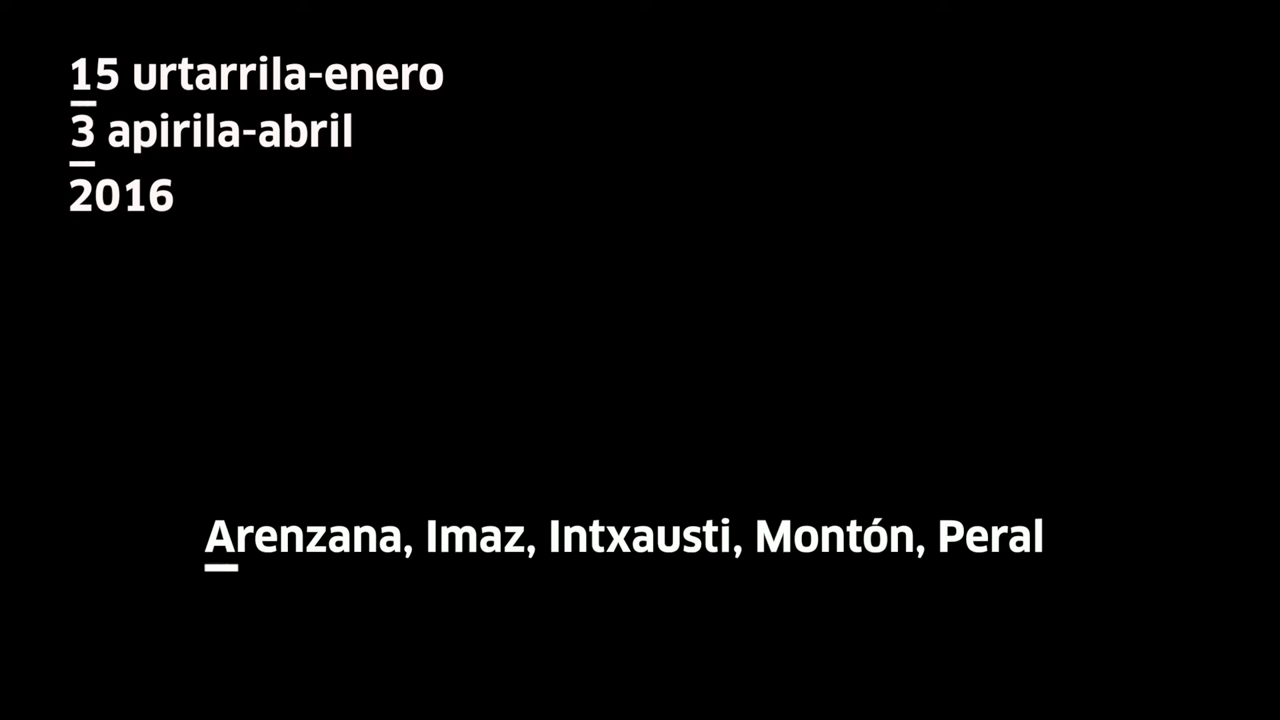 15 urtarrila-enero
3 apirila-abril
2016
Arenzana, Imaz, Intxausti, Montón, Peral